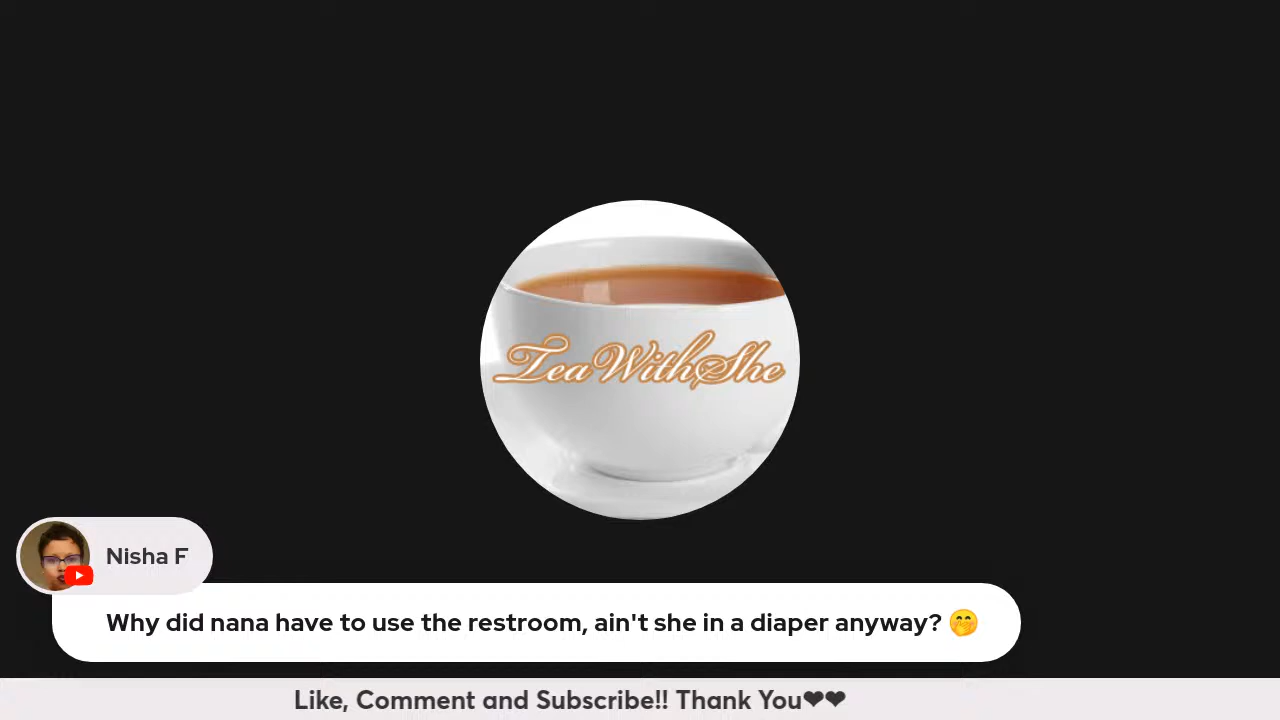 TeaWithShe
Nisha F
Why did nana have to use the restroom, ain't she in a diaper anyway? 🤭
Like, Comment and Subscribe!! Thank You❤❤